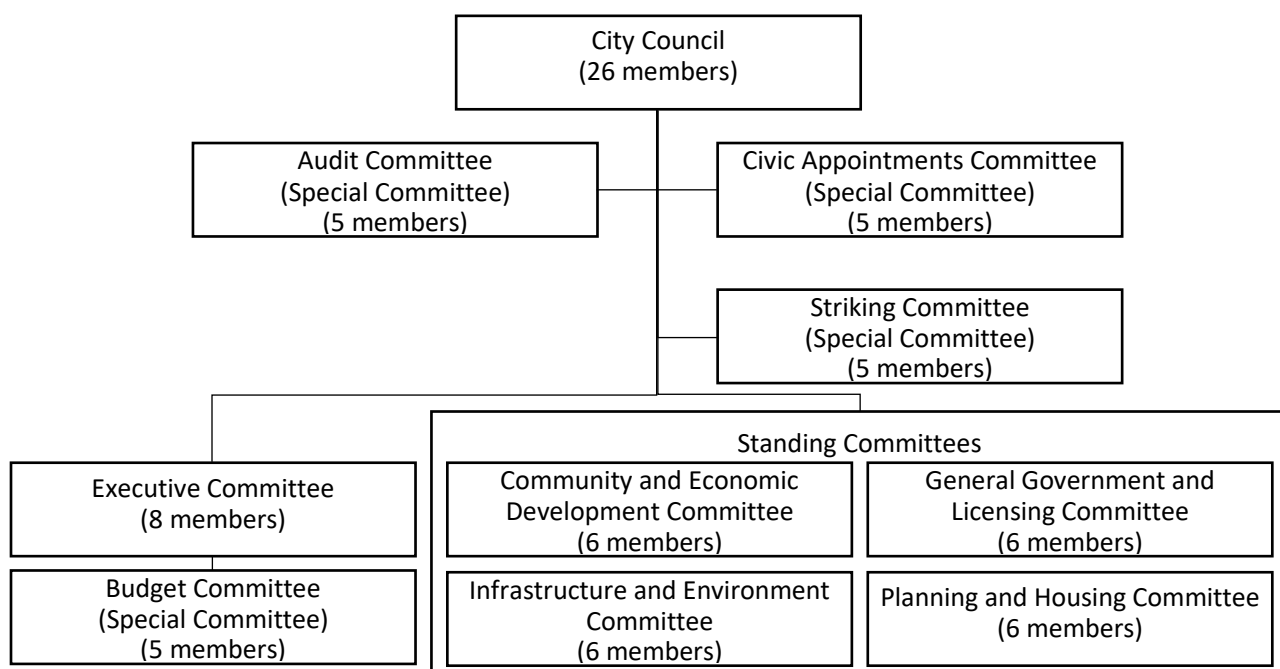 City Council
(26 members)
Audit Committee
(Special Committee)
(5 members)
Civic Appointments Committee
(Special Committee)
(5 members)
Striking Committee
(Special Committee)
(5 members)
Executive Committee
(8 members)
Budget Committee
(Special Committee)
(5 members)
Standing Committees
Community and Economic
Development Committee
(6 members)
General Government and
Licensing Committee
(6 members)
Infrastructure and Environment
Committee
(6 members)
Planning and Housing Committee
(6 members)